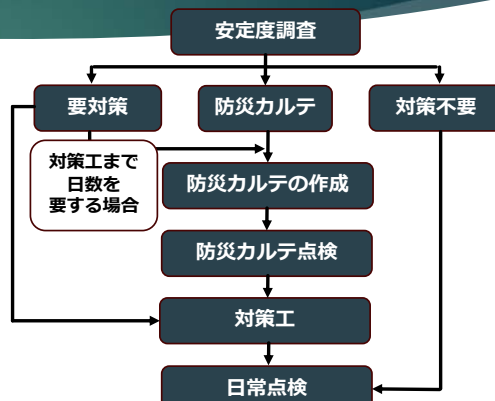 安定度調査
要対策
防災カルテ
対策不要
対策工まで
日数を
要する場合
防災カルテの作成
防災カルテ点検
対策工
日常点検